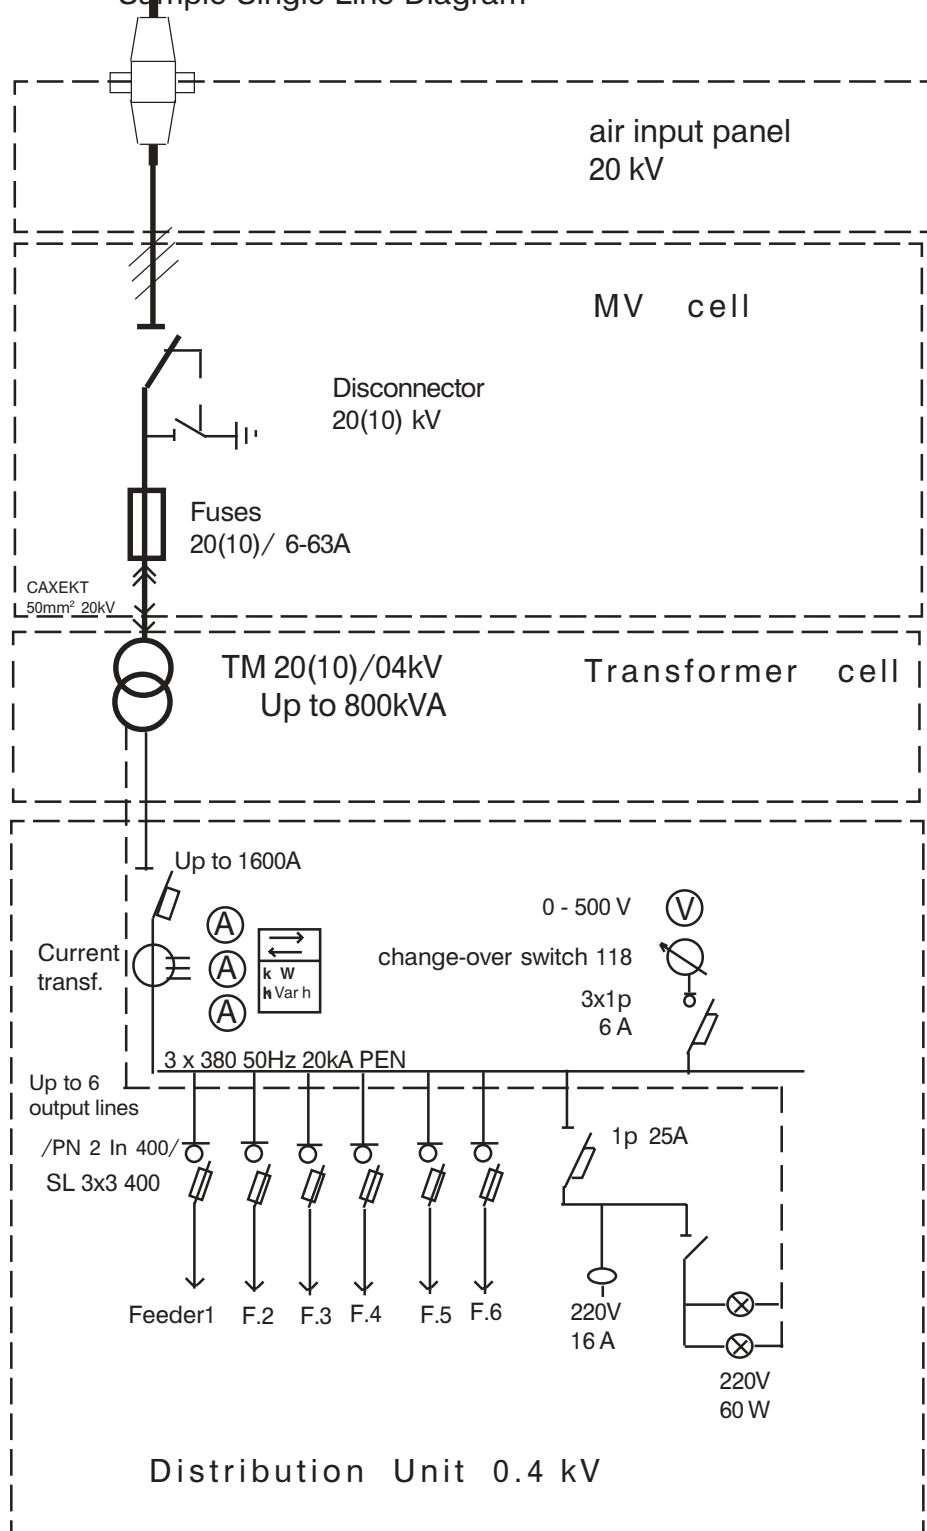 Sample Single Line Diagram
air input panel
20 kV
MV cell
Disconnector
20(10) kV
Fuses
20(10)/ 6-63A
CAXEKT
50mm² 20kV
TM 20(10)/04kV
Up to 800kVA
Transformer cell
Up to 1600A
Current
transf.
A
A
A
k W
h Var h
0 - 500 V
V
change-over switch 118
3x1p
6 A
3 x 380 50Hz 20kA PEN
Up to 6
output lines
/PN 2 In 400/
SL 3x3 400
1p 25A
Feeder1
F.2
F.3
F.4
F.5
F.6
220V
16 A
220V
60 W
Distribution Unit 0.4 kV